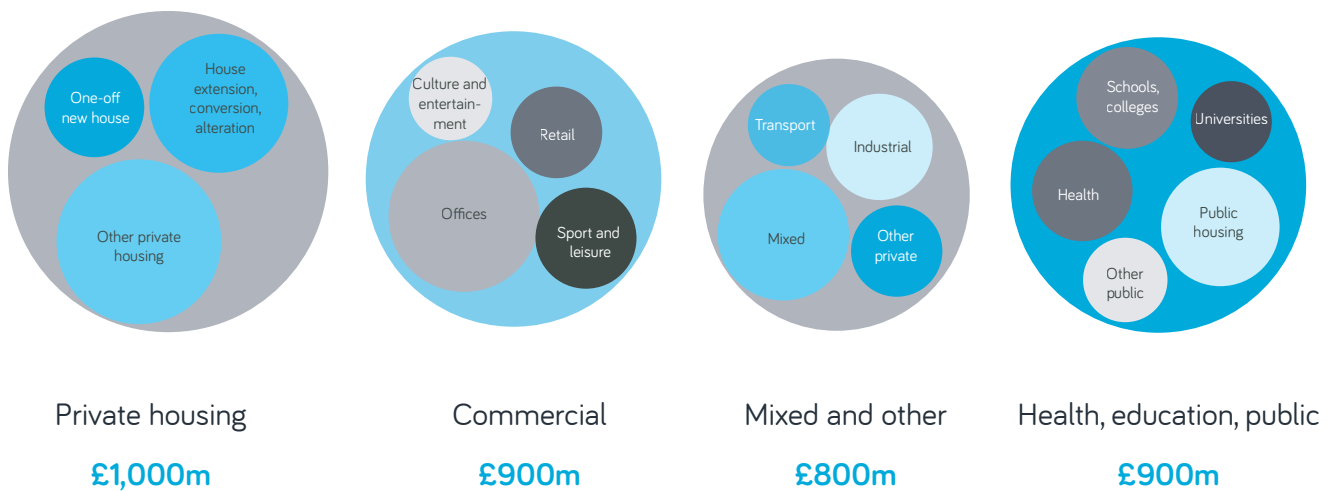 One-off
new house
House
extension,
conversion,
alteration
Other private
housing
Culture and
entertain-
ment
Retail
Offices
Sport and
leisure
Transport
Industrial
Mixed
Other
private
Schools,
colleges
Universities
Health
Public
housing
Other
public
Private housing
Commercial
Mixed and other
Health, education, public
£1,000m
£900m
£800m
£900m